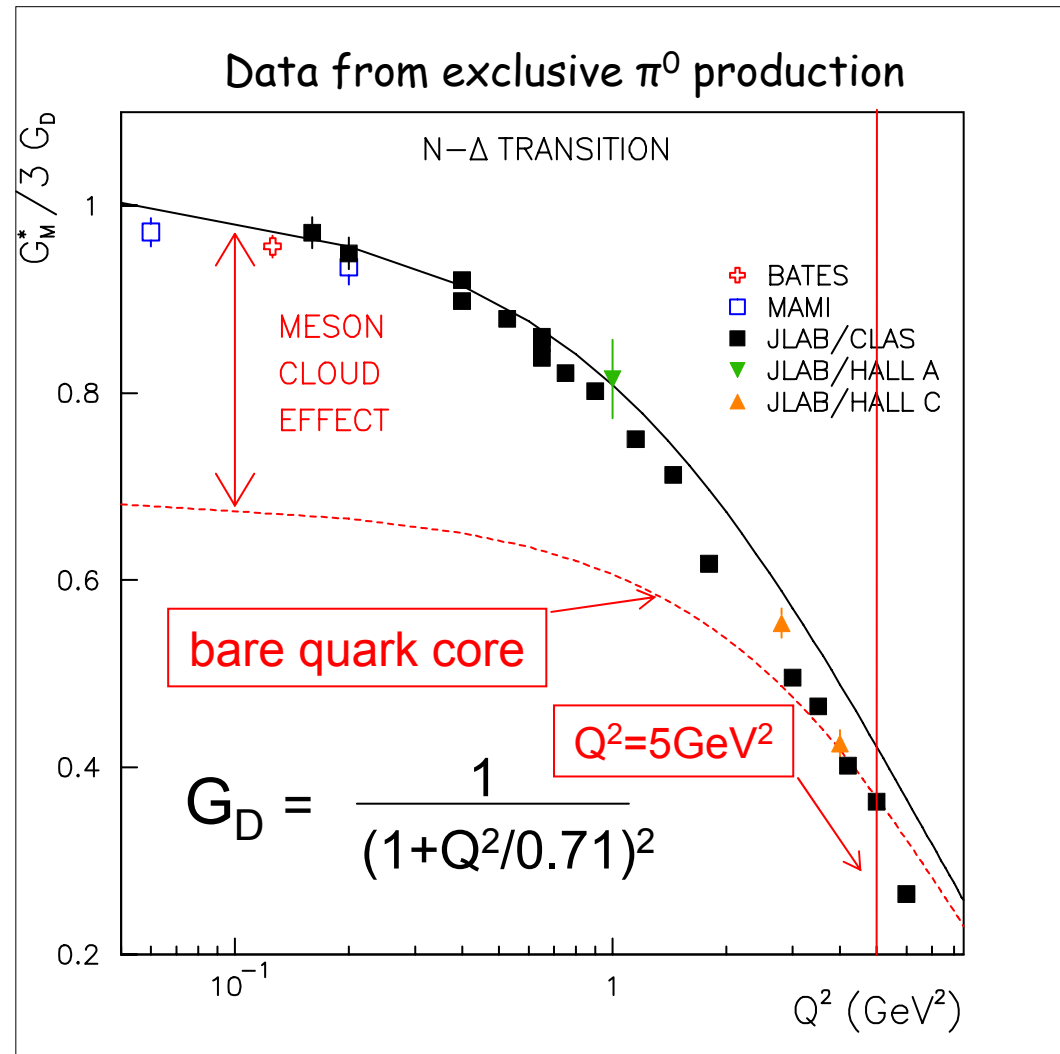 Data from exclusive π⁰ production
G*M / 3 GD
N−Δ TRANSITION
1
0.8
0.6
0.4
0.2
BATES
MAMI
JLAB/CLAS
JLAB/HALL A
JLAB/HALL C
MESON
CLOUD
EFFECT
bare quark core
Q²=5GeV²
G_D = 1
(1+Q²/0.71)²
10⁻¹
1
Q² (GeV²)